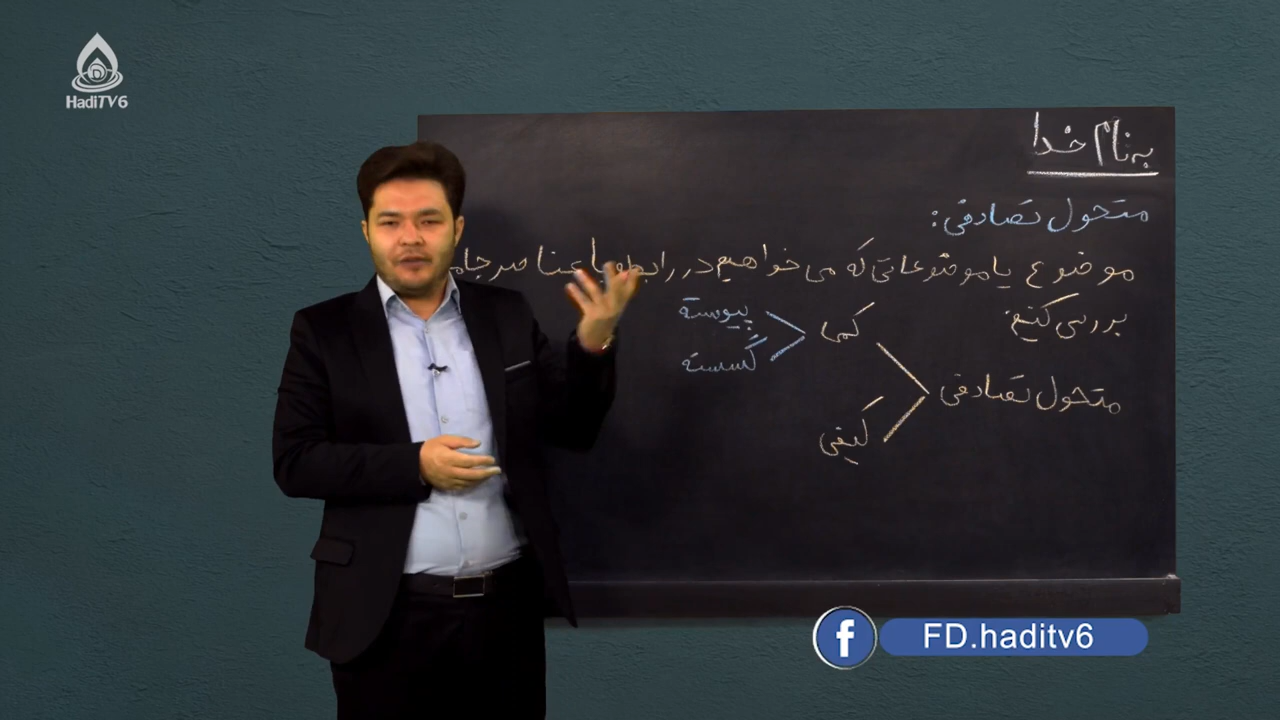 HadiTV6
به نام خدا
متحول تصادفی:
موضوع یا موضوعاتی که می خواهیم در رابطه با عناصر جام
بررسی کنیم.
متحول تصادفی
کمی
پیوسته
گسسته
کیفی
FD.haditv6